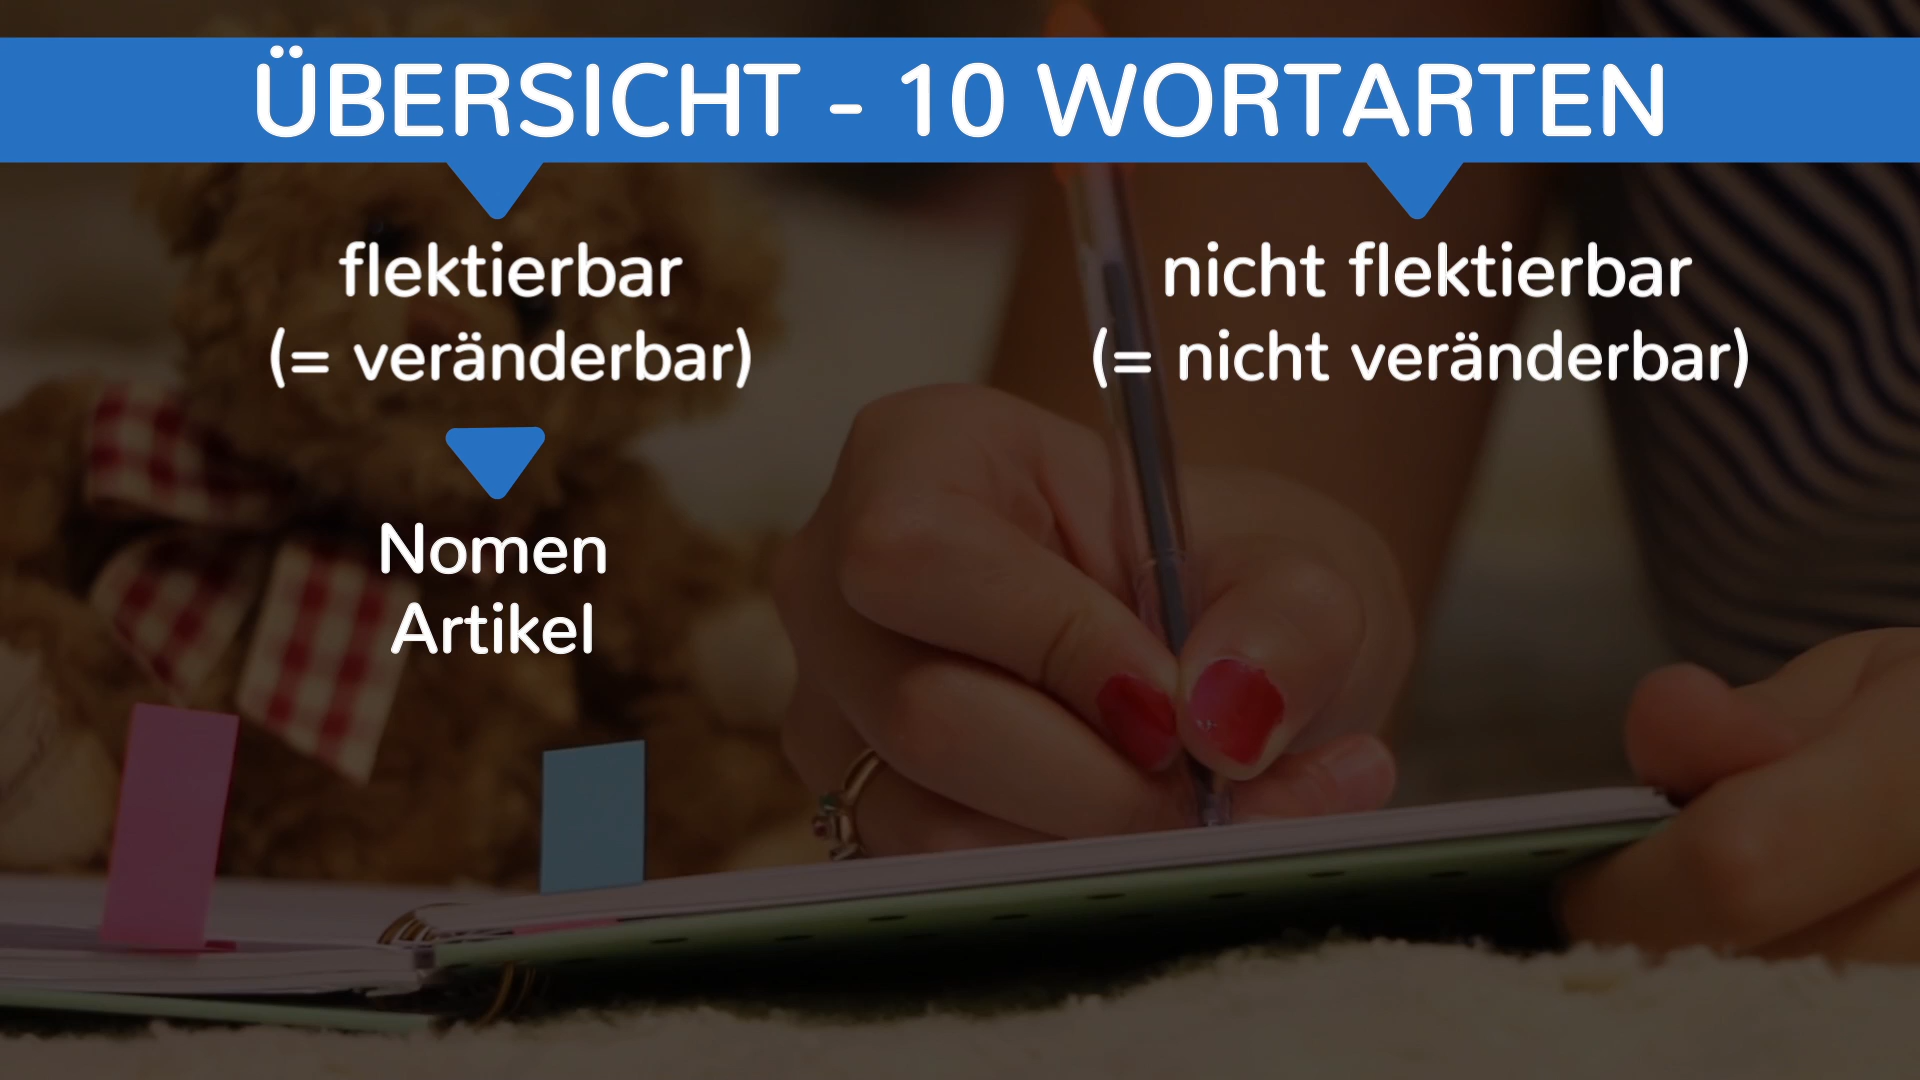 ÜBERSICHT - 10 WORTARTEN
flektierbar
(= veränderbar)
nicht flektierbar
(= nicht veränderbar)
Nomen
Artikel